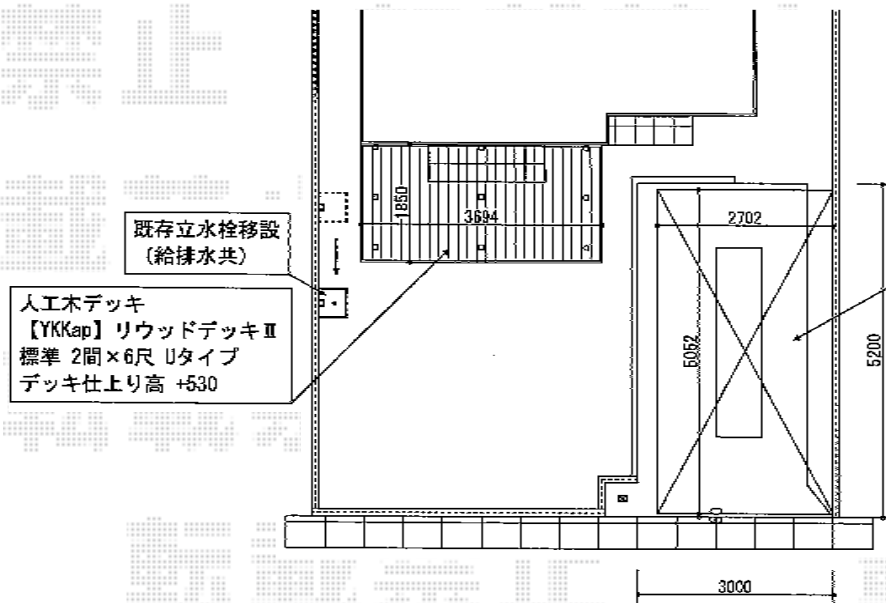 禁止
1850
3694
2702
既存立水栓移設
(給排水共)
人工木デッキ
【YKKap】リウッドデッキⅡ
標準 2間×6尺 Uタイプ
デッキ仕上り高 +530
5052
5200
3000